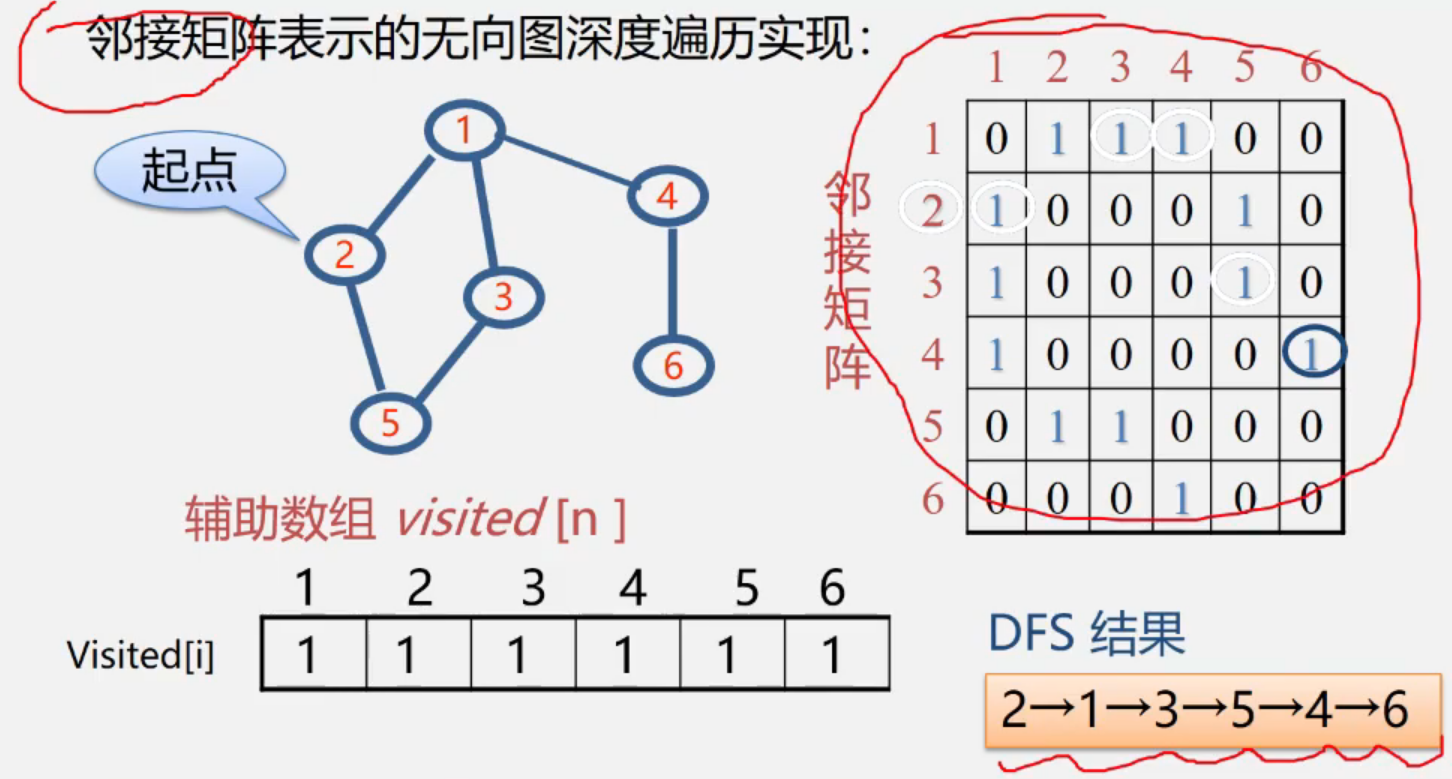 邻接矩阵表示的无向图深度遍历实现：
起点
1
4
2
3
6
5
邻接矩阵
1 2 3 4 5 6
1 0 1 1 1 0 0
2 1 0 0 0 1 0
3 1 0 0 0 1 0
4 1 0 0 0 0 1
5 0 1 1 0 0 0
6 0 0 0 1 0 0
辅助数组 visited [n ]
1 2 3 4 5 6
Visited[i] 1 1 1 1 1 1
DFS 结果
2→1→3→5→4→6